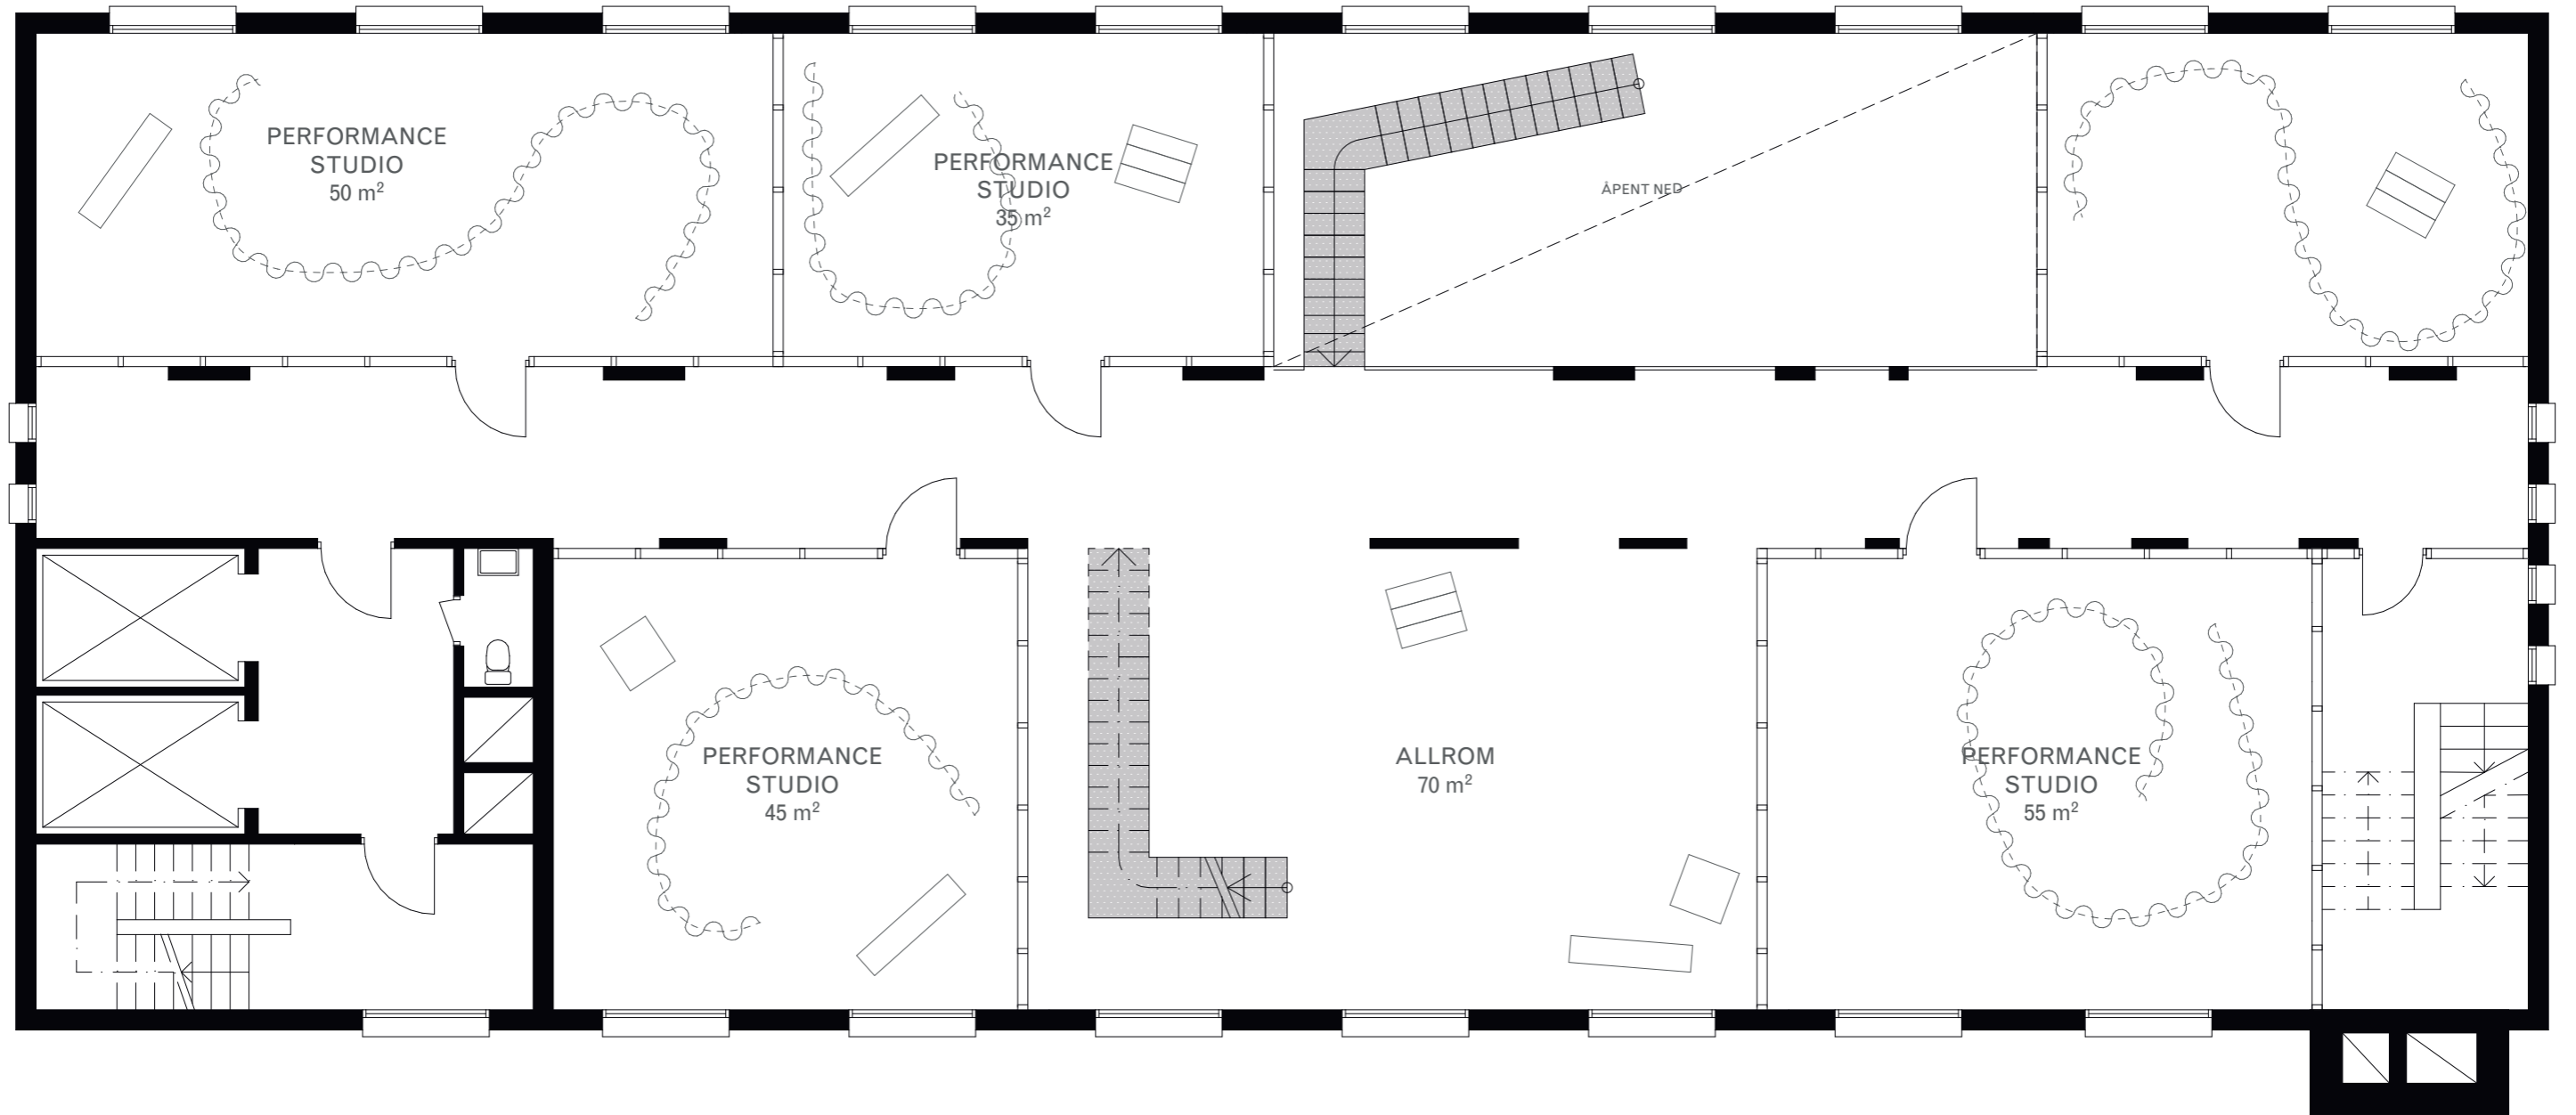 PERFORMANCE
STUDIO
50 m²
PERFORMANCE
STUDIO
35 m²
ÅPENT NED
PERFORMANCE
STUDIO
45 m²
ALLROM
70 m²
PERFORMANCE
STUDIO
55 m²